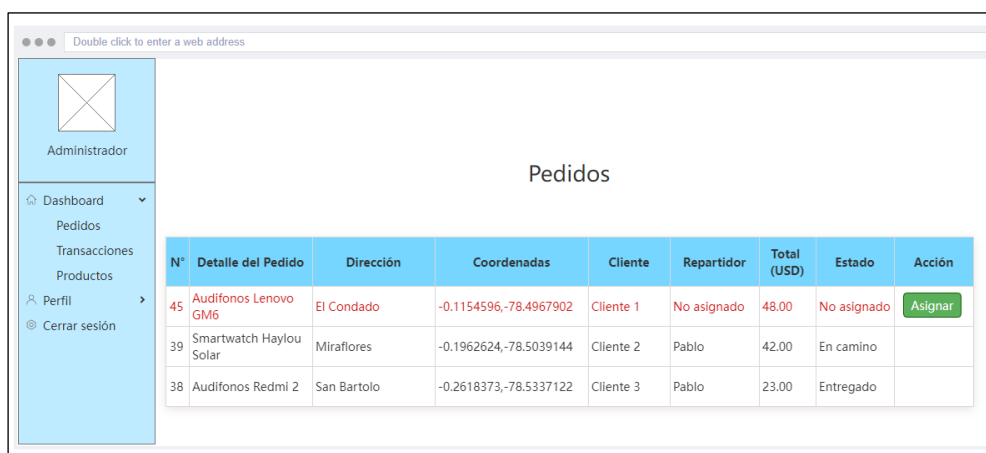 Double click to enter a web address
Administrador
Dashboard
Pedidos
Transacciones
Productos
Perfil
Cerrar sesión
Pedidos
N° Detalle del Pedido Dirección Coordenadas Cliente Repartidor Total (USD) Estado Acción
45 Audifonos Lenovo GM6 El Condado -0.1154596,-78.4967902 Cliente 1 No asignado 48.00 No asignado Asignar
39 Smartwatch Haylou Solar Miraflores -0.1962624,-78.5039144 Cliente 2 Pablo 42.00 En camino
38 Audifonos Redmi 2 San Bartolo -0.2618373,-78.5337122 Cliente 3 Pablo 23.00 Entregado